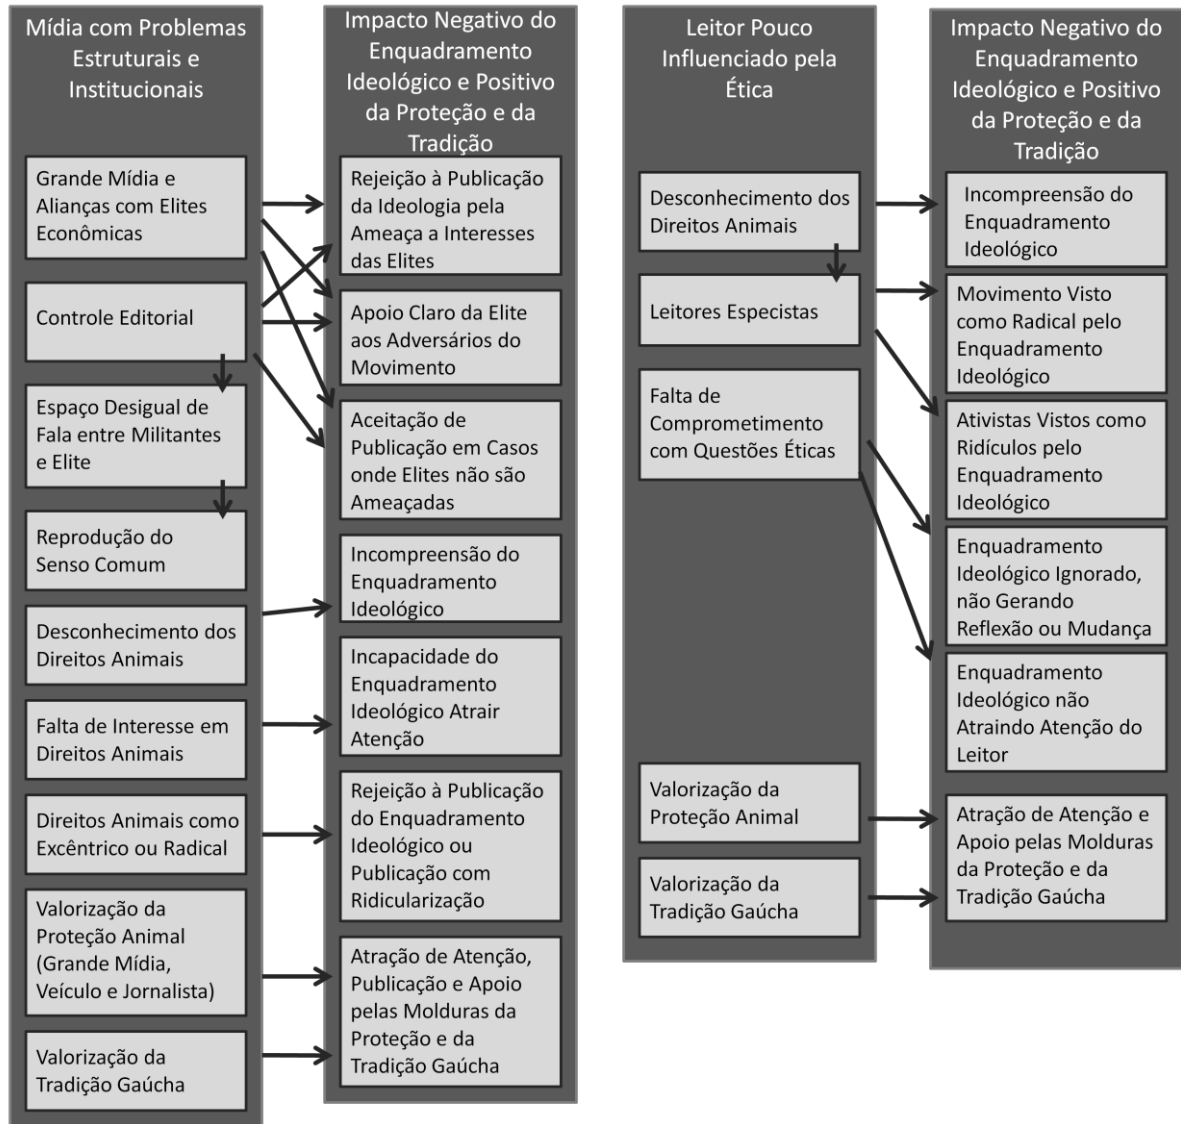 Mídia com Problemas
Estruturais e
Institucionais
Grande Mídia e
Alianças com Elites
Econômicas
Controle Editorial
Espaço Desigual de
Fala entre Militantes
e Elite
Reprodução do
Senso Comum
Desconhecimento dos
Direitos Animais
Falta de Interesse em
Direitos Animais
Direitos Animais como
Excêntrico ou Radical
Valorização da
Proteção Animal
(Grande Mídia,
Veículo e Jornalista)
Valorização da
Tradição Gaúcha
Impacto Negativo do
Enquadramento
Ideológico e Positivo
da Proteção e da
Tradição
Rejeição à Publicação
da Ideologia pela
Ameaça a Interesses
das Elites
Apoio Claro da Elite
aos Adversários do
Movimento
Aceitação de
Publicação em Casos
onde Elites não são
Ameaçadas
Incompreensão do
Enquadramento
Ideológico
Incapacidade do
Enquadramento
Ideológico Atrair
Atenção
Rejeição à Publicação
do Enquadramento
Ideológico ou
Publicação com
Ridicularização
Atração de Atenção,
Publicação e Apoio
pelas Molduras da
Proteção e da
Tradição Gaúcha
Leitor Pouco
Influenciado pela
Ética
Desconhecimento dos
Direitos Animais
Leitores Especistas
Falta de
Comprometimento
com Questões Éticas
Valorização da
Proteção Animal
Valorização da
Tradição Gaúcha
Impacto Negativo do
Enquadramento
Ideológico e Positivo
da Proteção e da
Tradição
Incompreensão do
Enquadramento
Ideológico
Movimento Visto
como Radical pelo
Enquadramento
Ideológico
Ativistas Vistos como
Ridículos pelo
Enquadramento
Ideológico
Enquadramento
Ideológico Ignorado,
não Gerando
Reflexão ou Mudança
Enquadramento
Ideológico não
Atraindo Atenção do
Leitor
Atração de Atenção e
Apoio pelas Molduras
da Proteção e da
Tradição Gaúcha